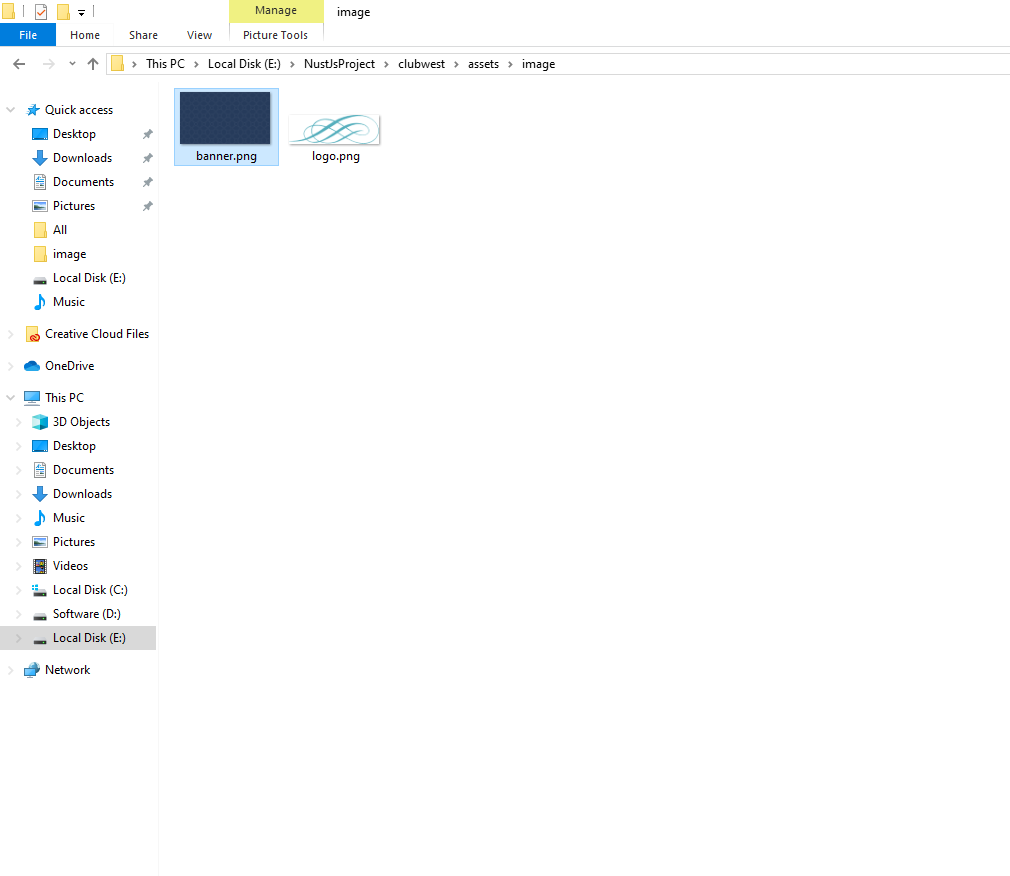 Manage
image
File
Home
Share
View
Picture Tools
This PC
Local Disk (E:)
NustJsProject
clubwest
assets
image
Quick access
Desktop
Downloads
Documents
Pictures
All
image
Local Disk (E:)
Music
Creative Cloud Files
OneDrive
This PC
3D Objects
Desktop
Documents
Downloads
Music
Pictures
Videos
Local Disk (C:)
Software (D:)
Local Disk (E:)
Network
banner.png
logo.png